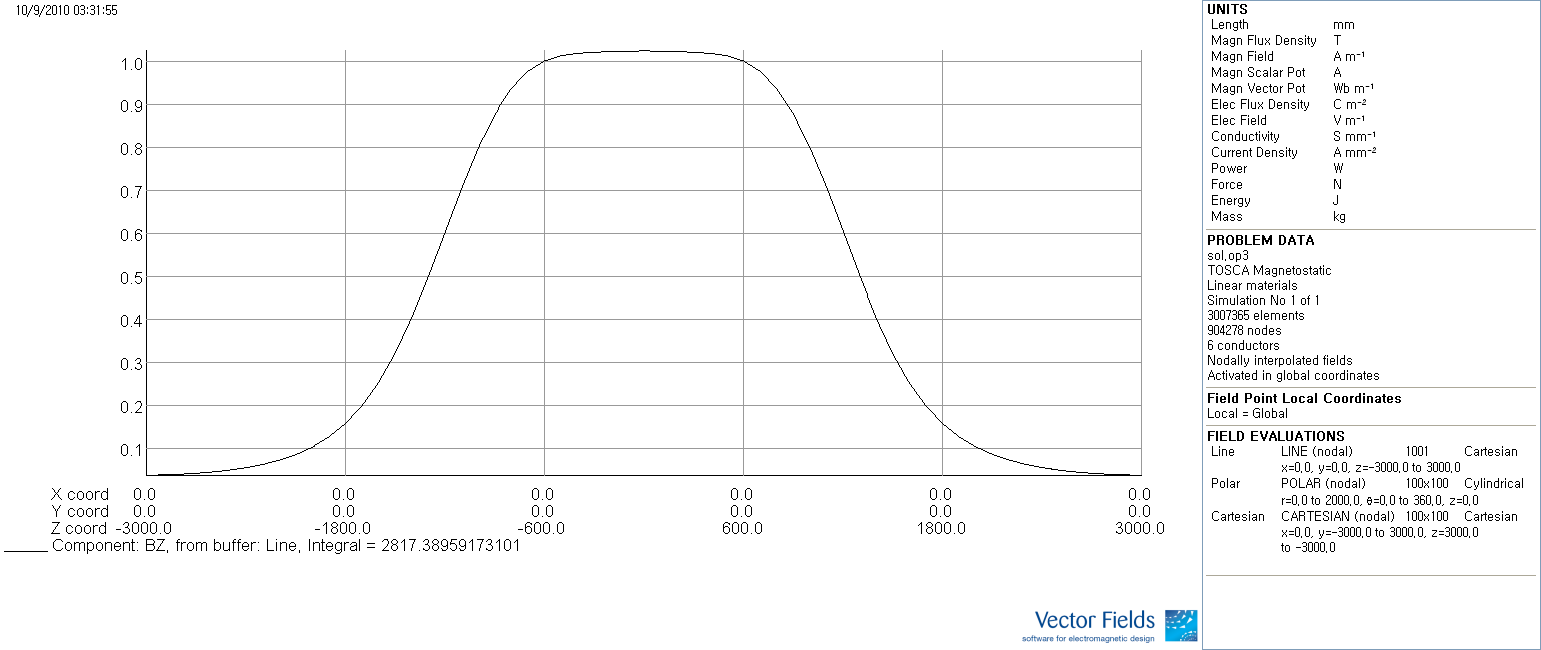 10/9/2010 03:31:55
1.0
0.9
0.8
0.7
0.6
0.5
0.4
0.3
0.2
0.1
X coord 0.0 0.0 0.0 0.0 0.0 0.0
Y coord 0.0 0.0 0.0 0.0 0.0 0.0
Z coord -3000.0 -1800.0 -600.0 600.0 1800.0 3000.0
Component: BZ, from buffer: Line, Integral = 2817.38959173101
Vector Fields
software for electromagnetic design
UNITS
Length mm
Magn Flux Density T
Magn Field A m⁻¹
Magn Scalar Pot A
Magn Vector Pot Wb m⁻¹
Elec Flux Density C m⁻²
Elec Field V m⁻¹
Conductivity S mm⁻¹
Current Density A mm⁻²
Power W
Force N
Energy J
Mass kg
PROBLEM DATA
sol.op3
TOSCA Magnetostatic
Linear materials
Simulation No 1 of 1
3007365 elements
904278 nodes
6 conductors
Nodally interpolated fields
Activated in global coordinates
Field Point Local Coordinates
Local = Global
FIELD EVALUATIONS
Line LINE (nodal) 1001 Cartesian
x=0.0, y=0.0, z=-3000.0 to 3000.0
Polar POLAR (nodal) 100x100 Cylindrical
r=0.0 to 2000.0, θ=0.0 to 360.0, z=0.0
Cartesian CARTESIAN (nodal) 100x100 Cartesian
x=0.0, y=-3000.0 to 3000.0, z=3000.0
to -3000.0